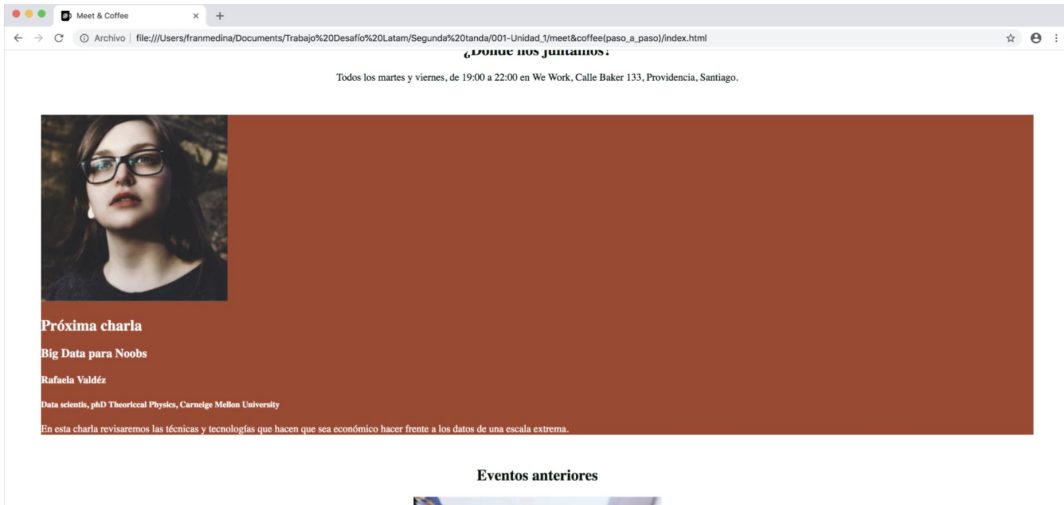 Meet & Coffee
Archivo | file:///Users/franmedina/Documents/Trabajo%20Desafío%20Latam/Segunda%20tanda/001-Unidad_1/meet&coffee(paso_a_paso)/index.html
¿Dónde nos juntamos?
Todos los martes y viernes, de 19:00 a 22:00 en We Work, Calle Baker 133, Providencia, Santiago.
Próxima charla
Big Data para Noobs
Rafaela Valdéz
Data scientis, phD Theoriccal Physics, Carneige Mellon University
En esta charla revisaremos las técnicas y tecnologías que hacen que sea económico hacer frente a los datos de una escala extrema.
Eventos anteriores